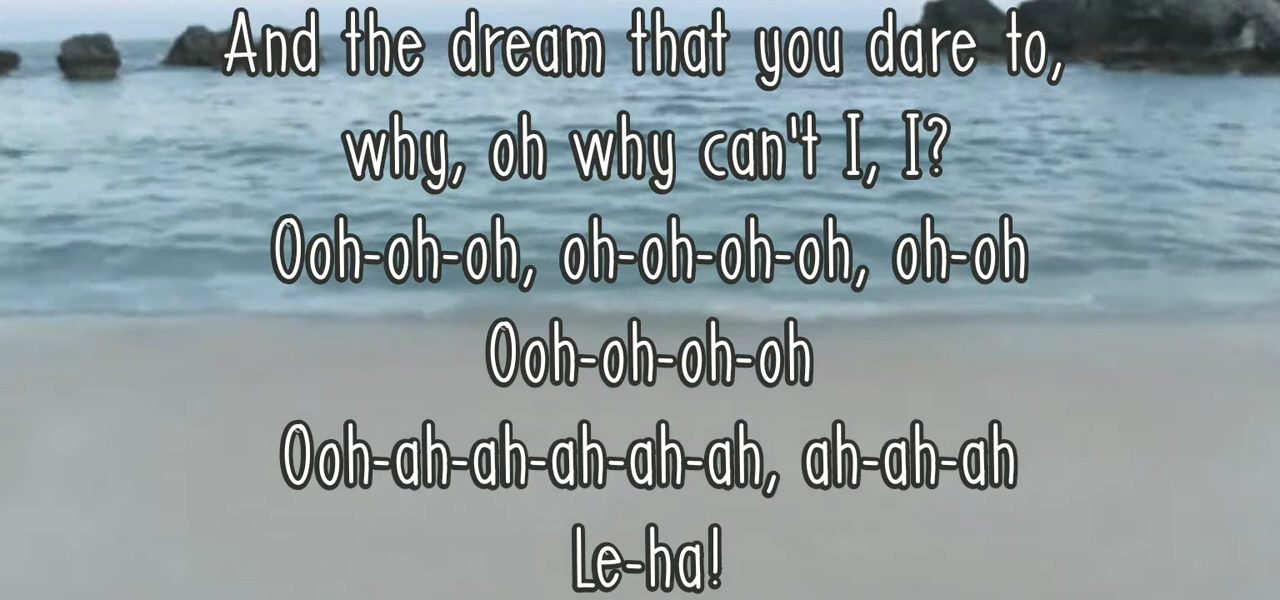 And the dream that you dare to,
why, oh why can't I, I?
Ooh-oh-oh, oh-oh-oh-oh, oh-oh
Ooh-oh-oh-oh
Ooh-ah-ah-ah-ah-ah, ah-ah-ah
Le-ha!